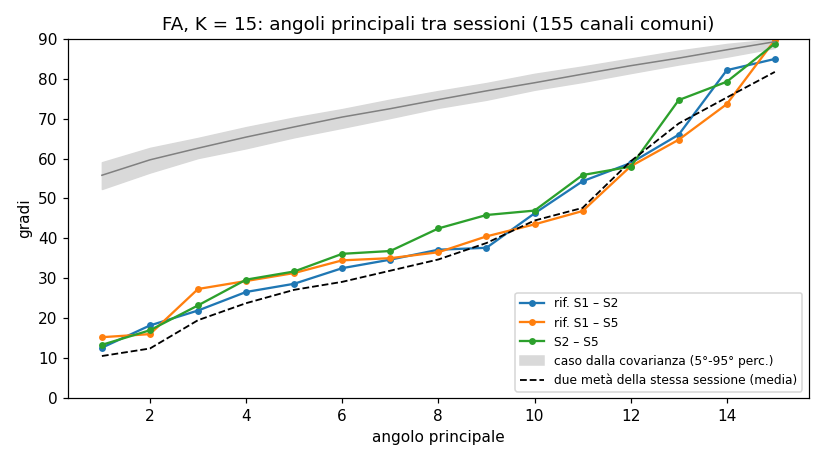 FA, K = 15: angoli principali tra sessioni (155 canali comuni)
gradi
90
80
70
60
50
40
30
20
10
0
rif. S1 – S2
rif. S1 – S5
S2 – S5
caso dalla covarianza (5°-95° perc.)
due metà della stessa sessione (media)
2 4 6 8 10 12 14
angolo principale